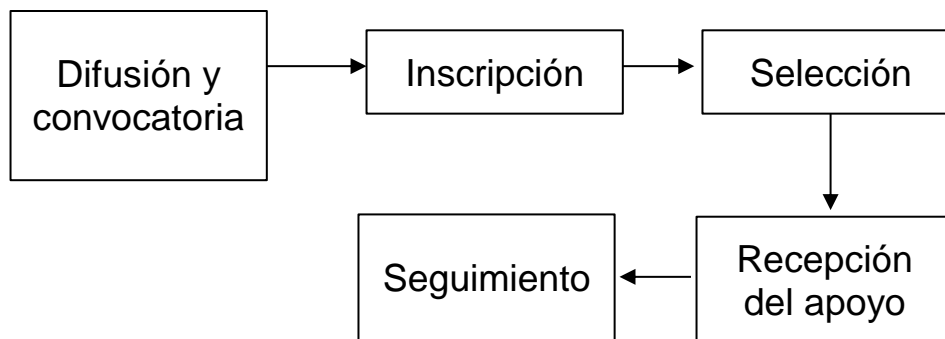 Difusión y
convocatoria
Inscripción
Selección
Recepción
del apoyo
Seguimiento